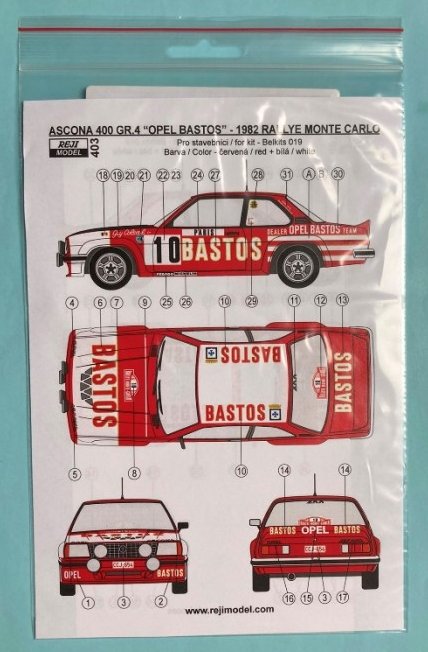 ASCONA 400 GR.4 “OPEL BASTOS” - 1982 RALLYE MONTE CARLO
REJI
MODEL
403
Pro stavebnici / for kit - Belkits 019
Barva / Color - červená / red + bílá / white
18 19 20 21 22 23 24 27 28 31 A B 30
PARIS
10 BASTOS
DEALER OPEL BASTOS TEAM
4 6 7 9 25 26 10 29 11 12 13
BASTOS
BASTOS
BASTOS
BASTOS
5 8 10 14 14
BASTOS OPEL BASTOS
OPEL BASTOS
1 3 2 16 15 3 17
www.rejimodel.com